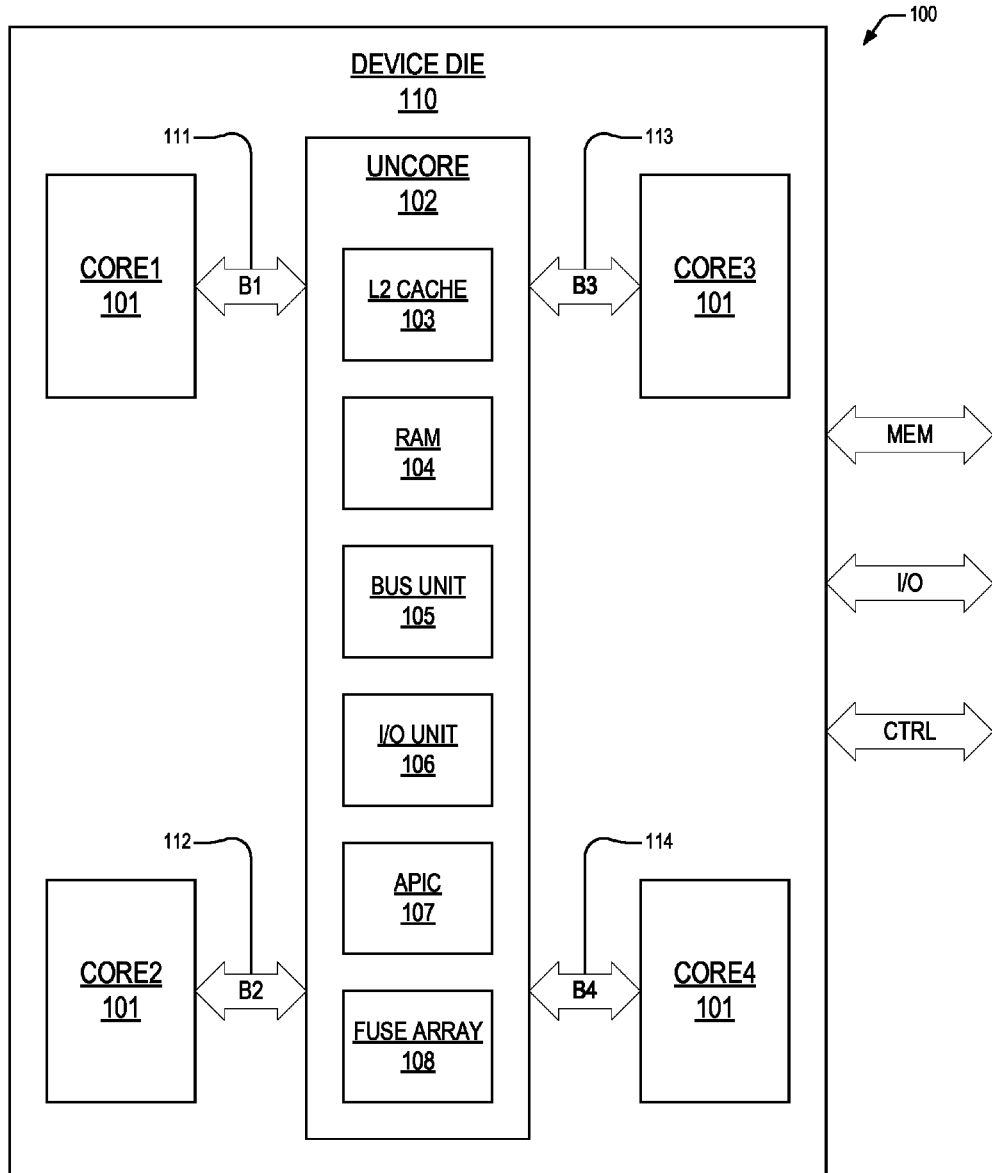 100
DEVICE DIE
110
111
113
UNCORE
102
CORE1
101
B1
L2 CACHE
103
B3
CORE3
101
RAM
104
MEM
BUS UNIT
105
I/O
I/O UNIT
106
CTRL
112
114
APIC
107
CORE2
101
B2
B4
CORE4
101
FUSE ARRAY
108